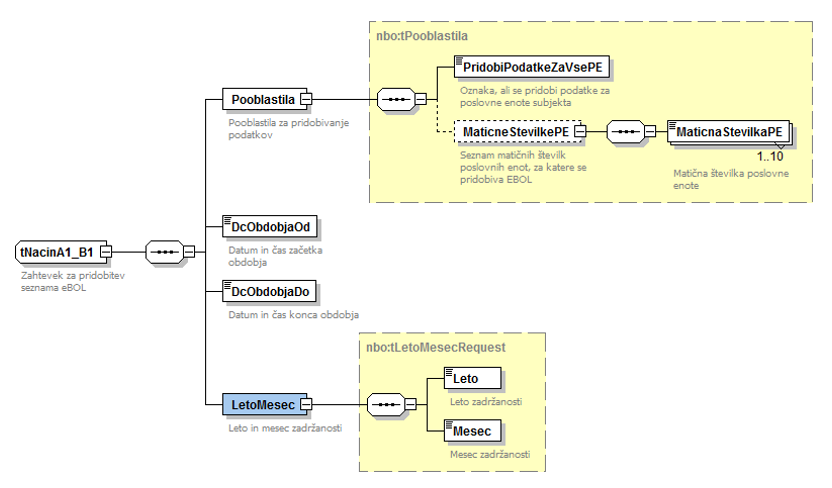 nbo:tPooblastila
PridobiPodatkeZaVsePE
Oznaka, ali se pridobi podatke za
poslovne enote subjekta
Pooblastila
Pooblastila za pridobivanje
podatkov
MaticneStevilkePE
Seznam matičnih številk
poslovnih enot, za katere se
pridobiva EBOL
MaticnaStevilkaPE
1..10
Matična številka poslovne
enote
tNacinA1_B1
Zahtevek za pridobitev
seznama eBOL
DcObdobjaOd
Datum in čas začetka
obdobja
DcObdobjaDo
Datum in čas konca obdobja
nbo:tLetoMesecRequest
LetoMesec
Leto in mesec zadržanosti
Leto
Leto zadržanosti
Mesec
Mesec zadržanosti